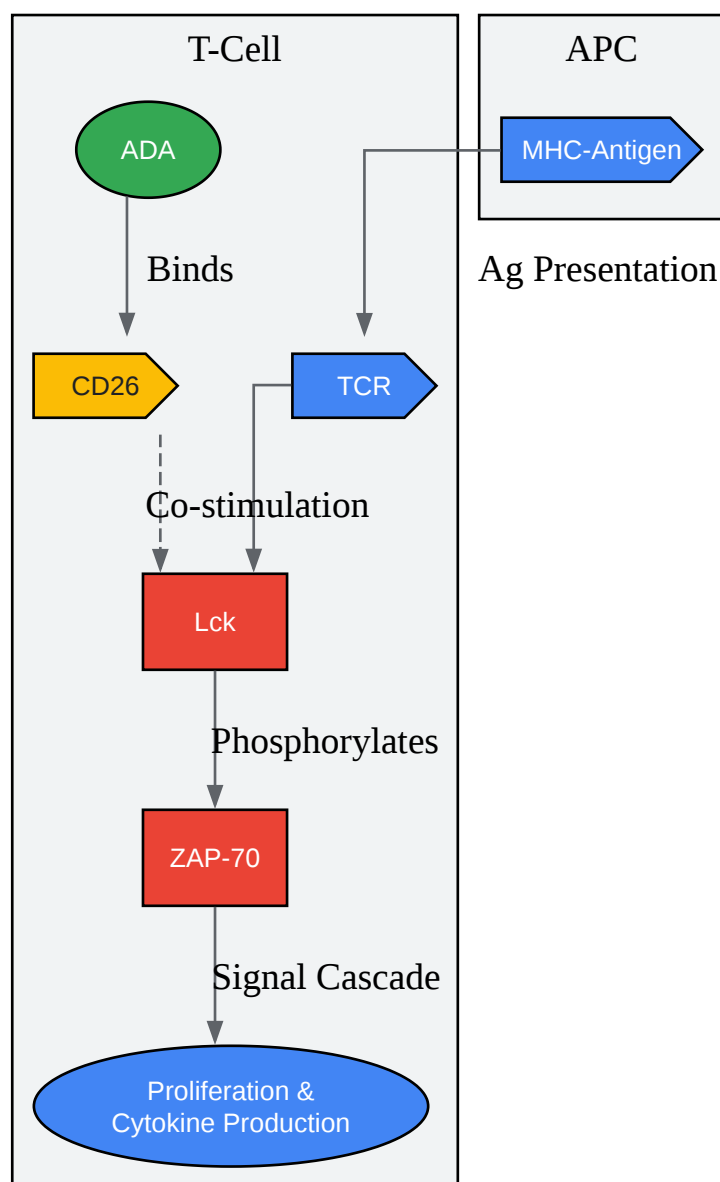 T-Cell
APC
ADA
MHC-Antigen
Binds
Ag Presentation
CD26
TCR
Co-stimulation
Lck
Phosphorylates
ZAP-70
Signal Cascade
Proliferation &
Cytokine Production